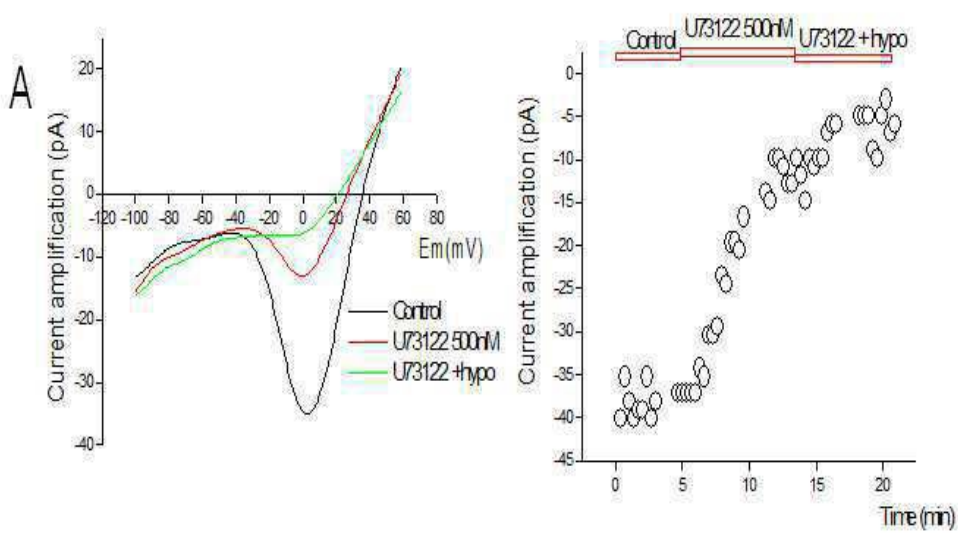 A
Current amplification (pA)
20
10
0
-10
-20
-30
-40
-120 -100 -80 -60 -40 -20 0 20 40 60 80
Em(mV)
Control
U73122 500nM
U73122 +hypo
Control
U73122 500nM
U73122 + hypo
Current amplification (pA)
0
-5
-10
-15
-20
-25
-30
-35
-40
-45
0 5 10 15 20
Time (min)